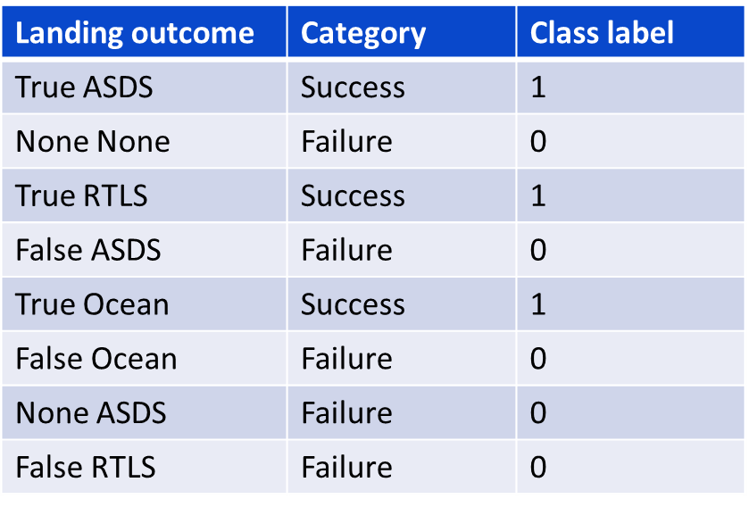 Landing outcome Category Class label
True ASDS Success 1
None None Failure 0
True RTLS Success 1
False ASDS Failure 0
True Ocean Success 1
False Ocean Failure 0
None ASDS Failure 0
False RTLS Failure 0